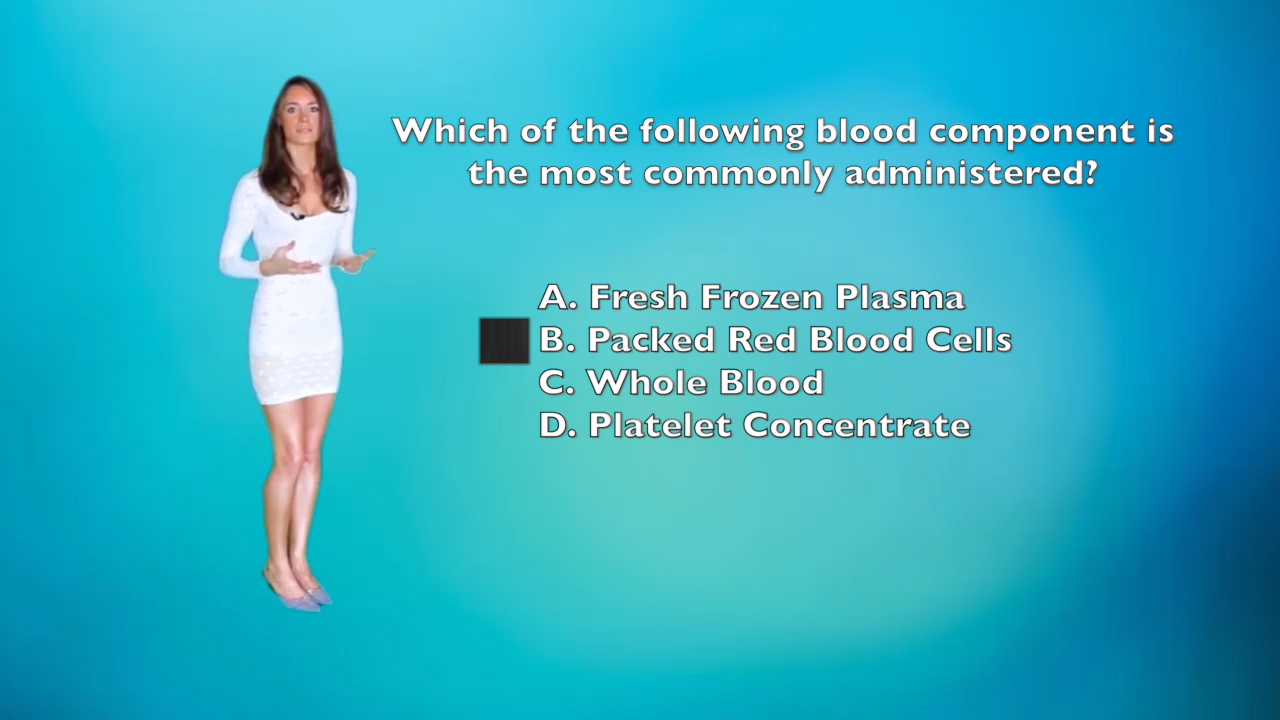 Which of the following blood component is
the most commonly administered?
A. Fresh Frozen Plasma
B. Packed Red Blood Cells
C. Whole Blood
D. Platelet Concentrate